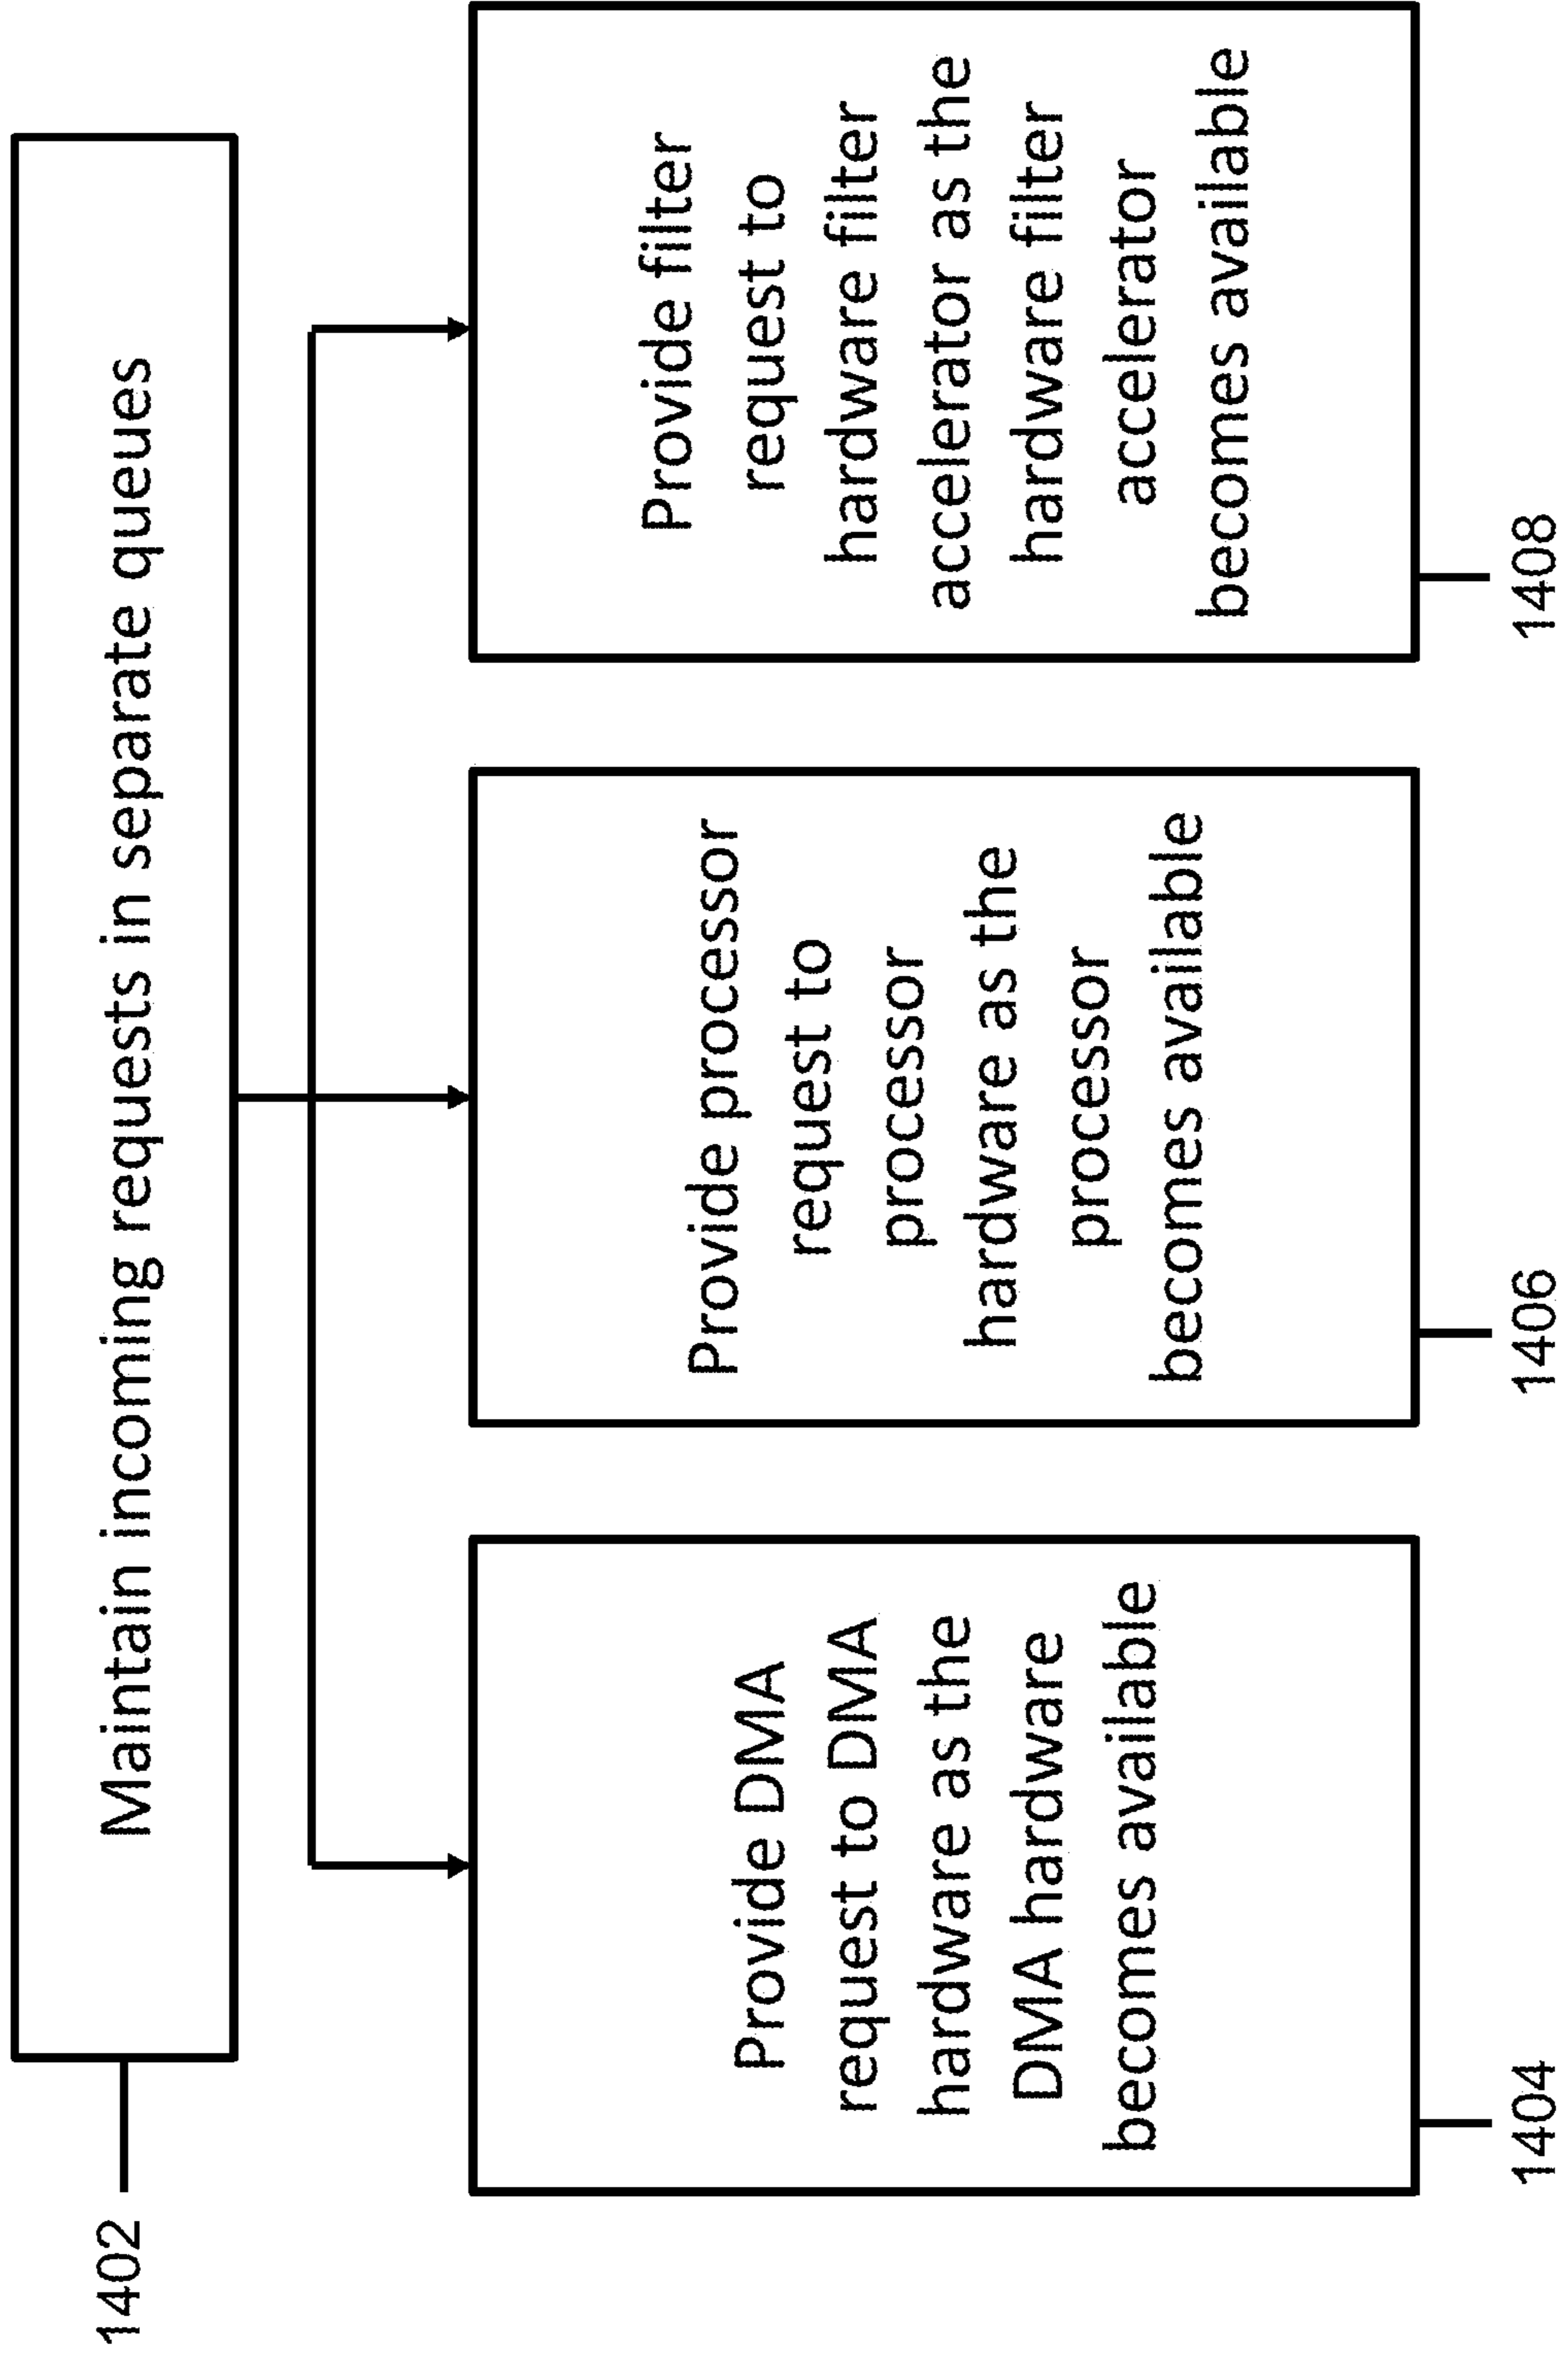 1402
Maintain incoming requests in separate queues
Provide DMA
request to DMA
hardware as the
DMA hardware
becomes available
1404
Provide processor
request to
processor
hardware as the
processor
becomes available
1406
Provide filter
request to
hardware filter
accelerator as the
hardware filter
accelerator
becomes available
1408